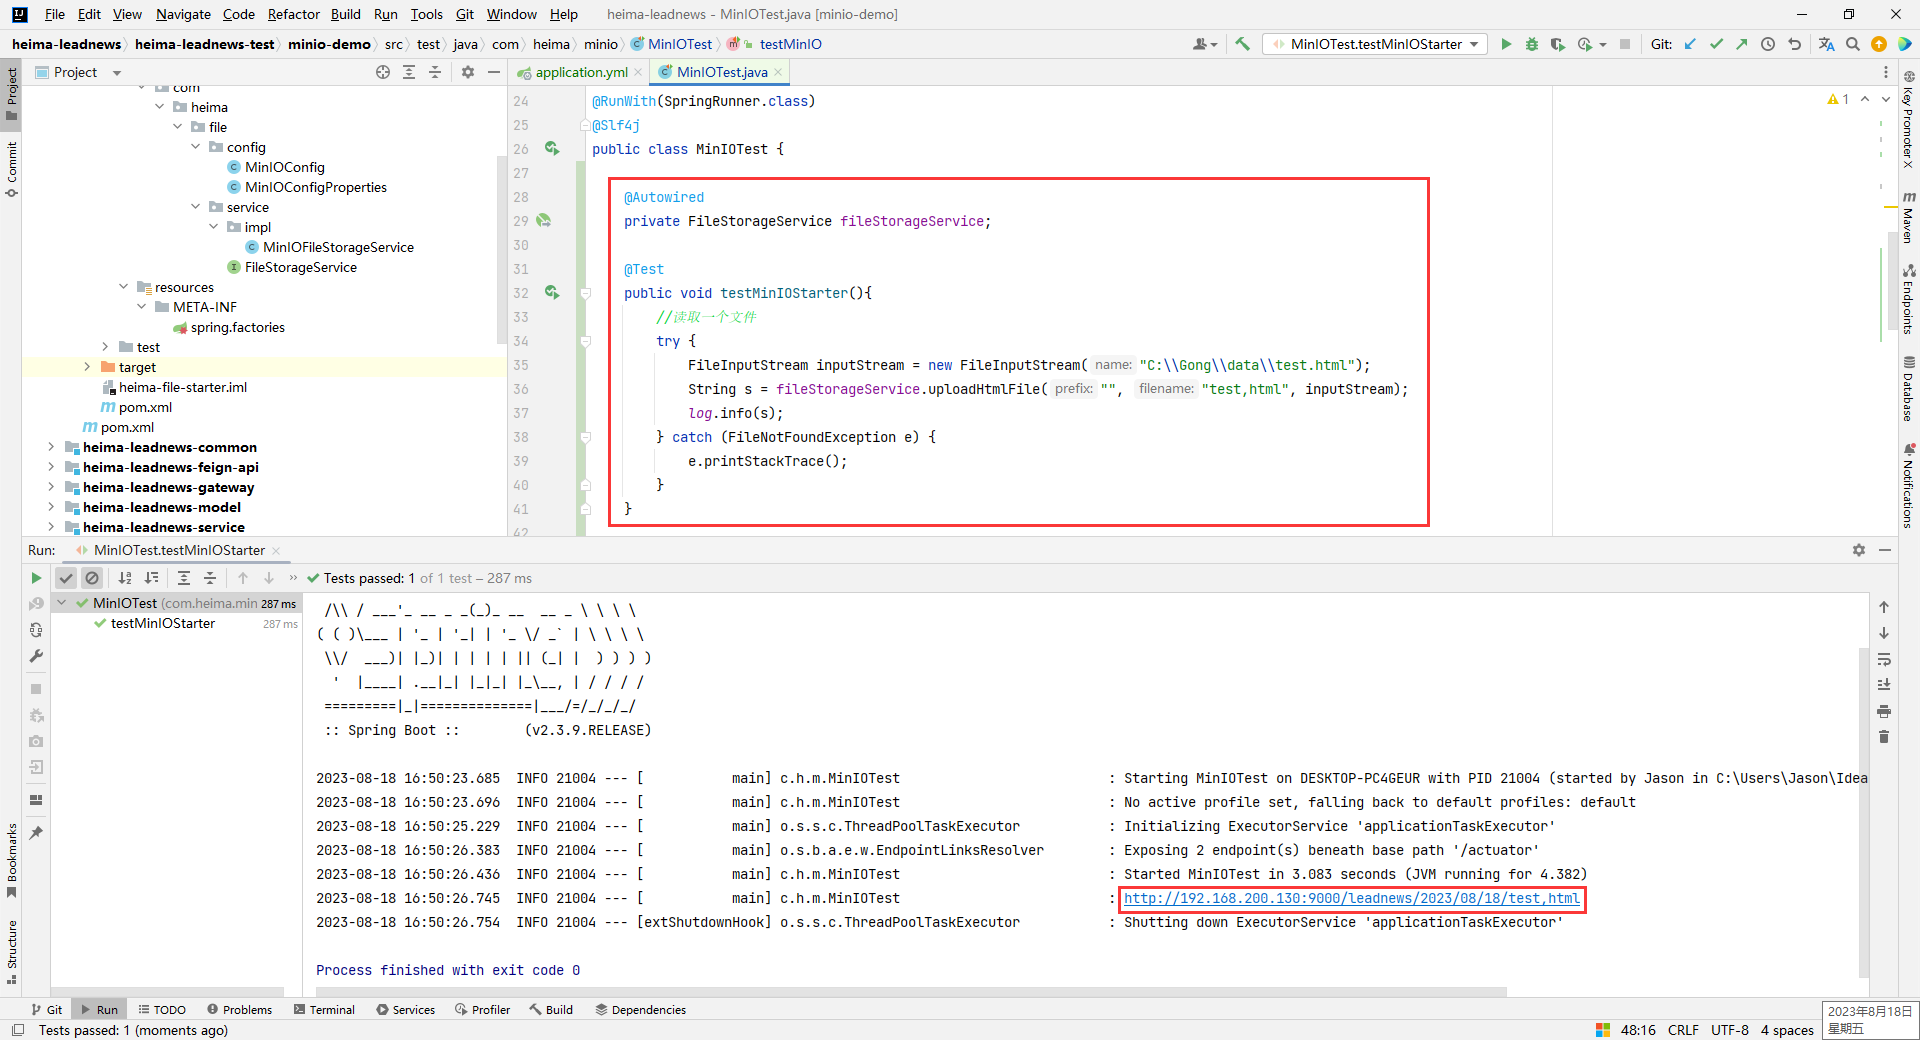 File Edit View Navigate Code Refactor Build Run Tools Git Window Help heima-leadnews - MinIOTest.java [minio-demo]
heima-leadnews heima-leadnews-test minio-demo src test java com heima minio MinIOTest testMinIO MinIOTest.testMinIOStarter Git:
Project application.yml MinIOTest.java
Project
Commit
Bookmarks
Structure
com
heima
file
config
MinIOConfig
MinIOConfigProperties
service
impl
MinIOFileStorageService
FileStorageService
resources
META-INF
spring.factories
test
target
heima-file-starter.iml
pom.xml
pom.xml
heima-leadnews-common
heima-leadnews-feign-api
heima-leadnews-gateway
heima-leadnews-model
heima-leadnews-service
24 @RunWith(SpringRunner.class)
25 @Slf4j
26 public class MinIOTest {
27
28 @Autowired
29 private FileStorageService fileStorageService;
30
31 @Test
32 public void testMinIOStarter(){
33 //读取一个文件
34 try {
35 FileInputStream inputStream = new FileInputStream( name: "C:\\Gong\\data\\test.html");
36 String s = fileStorageService.uploadHtmlFile( prefix: "", filename: "test,html", inputStream);
37 log.info(s);
38 } catch (FileNotFoundException e) {
39 e.printStackTrace();
40 }
41 }
42
1
Key Promoter X
Maven
Endpoints
Database
Notifications
Run: MinIOTest.testMinIOStarter
Tests passed: 1 of 1 test – 287 ms
MinIOTest (com.heima.min 287 ms
testMinIOStarter 287 ms
 /\\ / ___'_ __ _ _(_)_ __  __ _ \ \ \ \
( ( )\___ | '_ | '_| | '_ \/ _` | \ \ \ \
 \\/  ___)| |_)| | | | | || (_| |  ) ) ) )
  '  |____| .__|_| |_|_| |_\__, | / / / /
 =========|_|==============|___/=/_/_/_/
 :: Spring Boot ::        (v2.3.9.RELEASE)
2023-08-18 16:50:23.685  INFO 21004 --- [           main] c.h.m.MinIOTest                          : Starting MinIOTest on DESKTOP-PC4GEUR with PID 21004 (started by Jason in C:\Users\Jason\Idea
2023-08-18 16:50:23.696  INFO 21004 --- [           main] c.h.m.MinIOTest                          : No active profile set, falling back to default profiles: default
2023-08-18 16:50:25.229  INFO 21004 --- [           main] o.s.s.c.ThreadPoolTaskExecutor           : Initializing ExecutorService 'applicationTaskExecutor'
2023-08-18 16:50:26.383  INFO 21004 --- [           main] o.s.b.a.e.w.EndpointLinksResolver        : Exposing 2 endpoint(s) beneath base path '/actuator'
2023-08-18 16:50:26.436  INFO 21004 --- [           main] c.h.m.MinIOTest                          : Started MinIOTest in 3.083 seconds (JVM running for 4.382)
2023-08-18 16:50:26.745  INFO 21004 --- [           main] c.h.m.MinIOTest                          : http://192.168.200.130:9000/leadnews/2023/08/18/test,html
2023-08-18 16:50:26.754  INFO 21004 --- [extShutdownHook] o.s.s.c.ThreadPoolTaskExecutor           : Shutting down ExecutorService 'applicationTaskExecutor'
Process finished with exit code 0
Git Run TODO Problems Terminal Services Profiler Build Dependencies
Tests passed: 1 (moments ago) 48:16 CRLF UTF-8 4 spaces
2023年8月18日
星期五